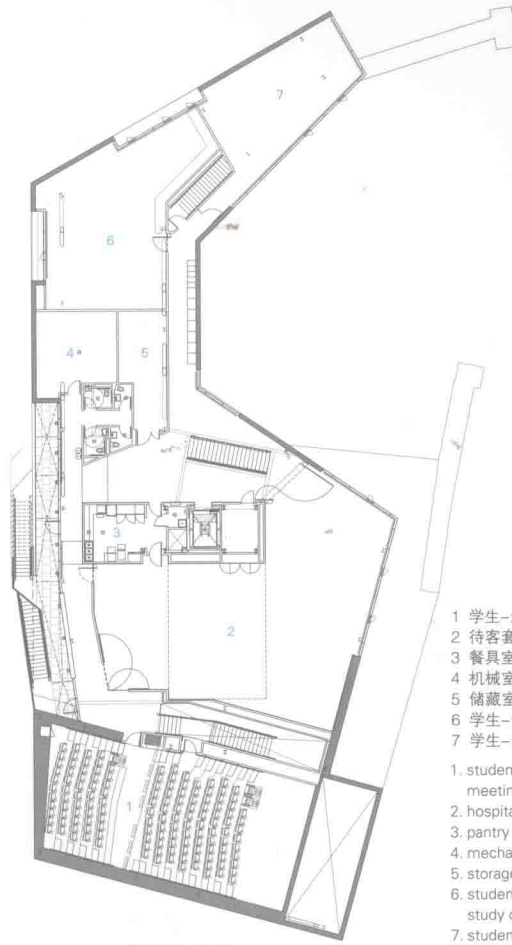 7
6
4
5
3
2
1
1 学生-
2 待客套
3 餐具室
4 机械室
5 储藏室
6 学生-
7 学生-
1. studen
meetin
2. hospita
3. pantry
4. mecha
5. storage
6. studen
study
7. studen